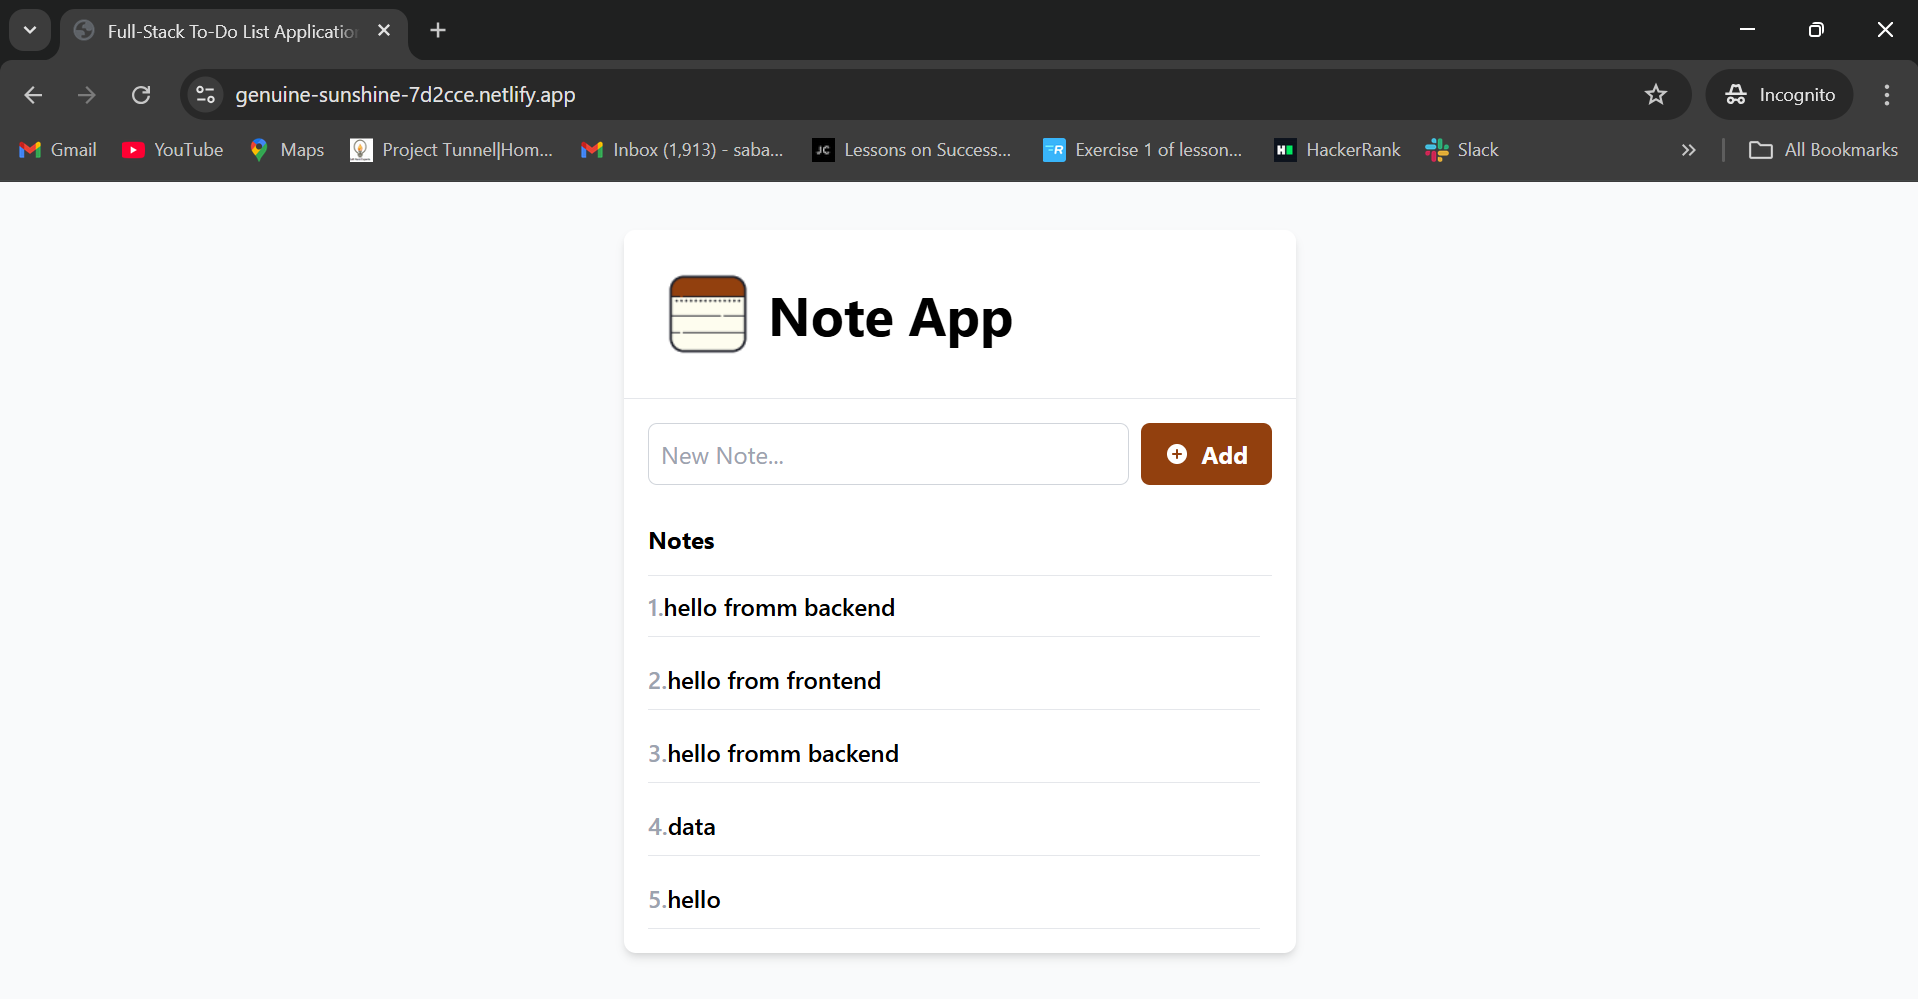 Full-Stack To-Do List Applicatio
genuine-sunshine-7d2cce.netlify.app
Incognito
Gmail
YouTube
Maps
Project Tunnel|Hom...
Inbox (1,913) - saba...
JC
Lessons on Success...
=R
Exercise 1 of lesson...
H
HackerRank
Slack
All Bookmarks
Note App
New Note...
Add
Notes
1.hello fromm backend
2.hello from frontend
3.hello fromm backend
4.data
5.hello